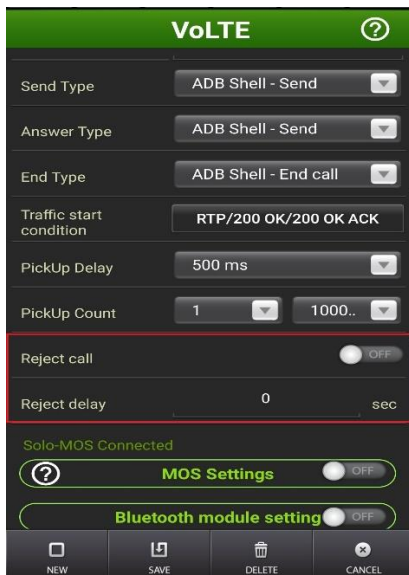 VoLTE ?
Send Type ADB Shell - Send
Answer Type ADB Shell - Send
End Type ADB Shell - End call
Traffic start
condition RTP/200 OK/200 OK ACK
PickUp Delay 500 ms
PickUp Count 1 1000..
Reject call OFF
Reject delay 0 sec
Solo-MOS Connected
? MOS Settings OFF
Bluetooth module setting OFF
NEW SAVE DELETE CANCEL